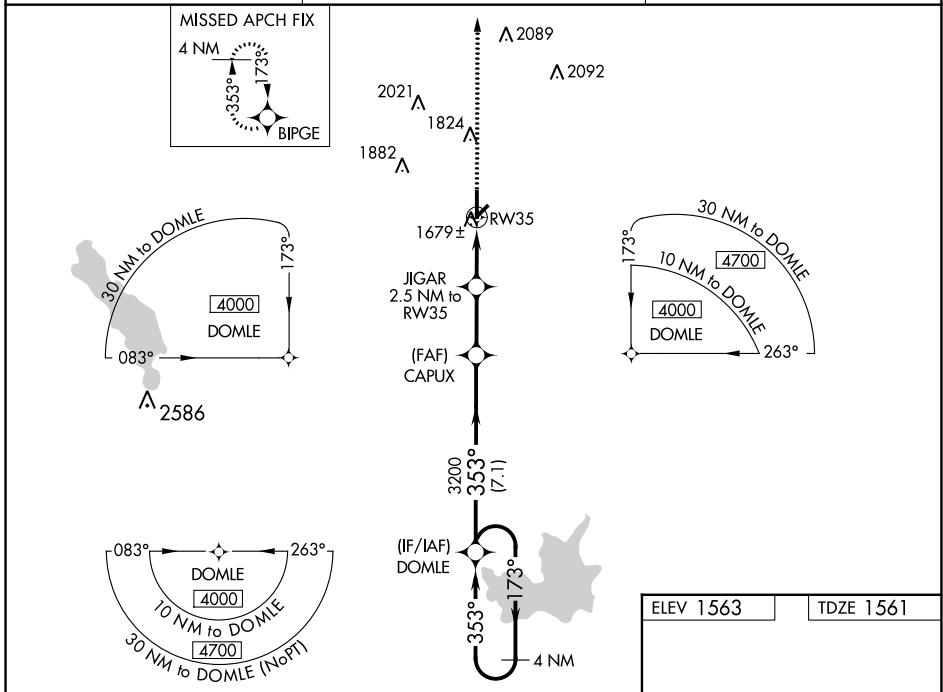 MISSED APCH FIX
4 NM
353°
173°
BIPGE
2089
2092
2021
1824
1882
RW35
1679±
JIGAR
2.5 NM to
RW35
(FAF)
CAPUX
3200
353°
(7.1)
(IF/IAF)
DOMLE
353°
173°
4 NM
30 NM to DOMLE
173°
4000
DOMLE
083°
2586
30 NM to DOMLE
4700
10 NM to DOMLE
173°
4000
DOMLE
263°
083°
263°
DOMLE
4000
10 NM to DOMLE
4700
30 NM to DOMLE (NoPT)
ELEV 1563
TDZE 1561